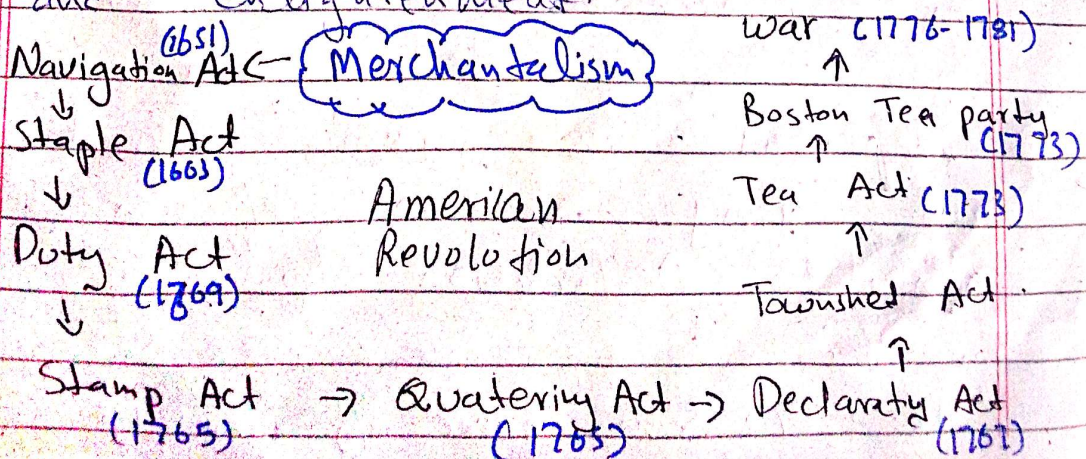 (1651)
Navigation Act ← Merchantalism
↓
Staple Act
(1663)
↓
Duty Act
↓
Stamp Act → Quatering Act → Declaraty Act
(1765) (1765) (1767)
↑
Townshed Act
↑
Tea Act (1773)
↑
Boston Tea party
(1773)
↑
War (1776-1781)
American
Revolution